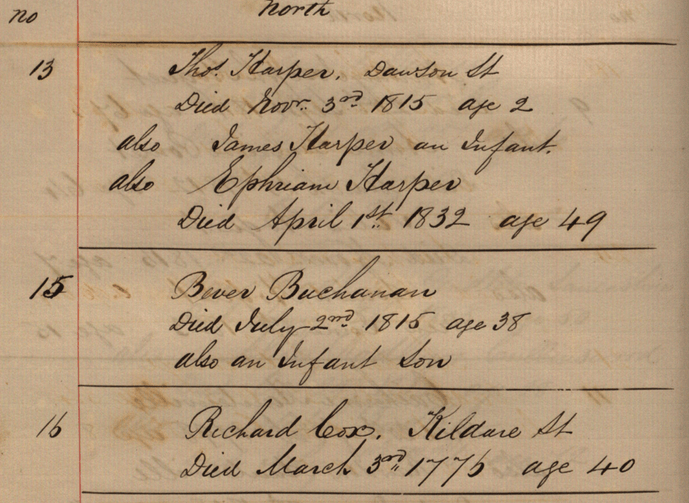 no North
13 Thos. Harper. Dawson St
Died Novr. 3rd 1815 age 2
also James Harper an Infant.
also Ephriam Harper
Died April 1st 1832 age 49
15 Bever Buchanan
Died July 2nd 1815 age 38
also an Infant Son
16 Richard Cox. Kildare St
Died March 3rd 1776 age 40